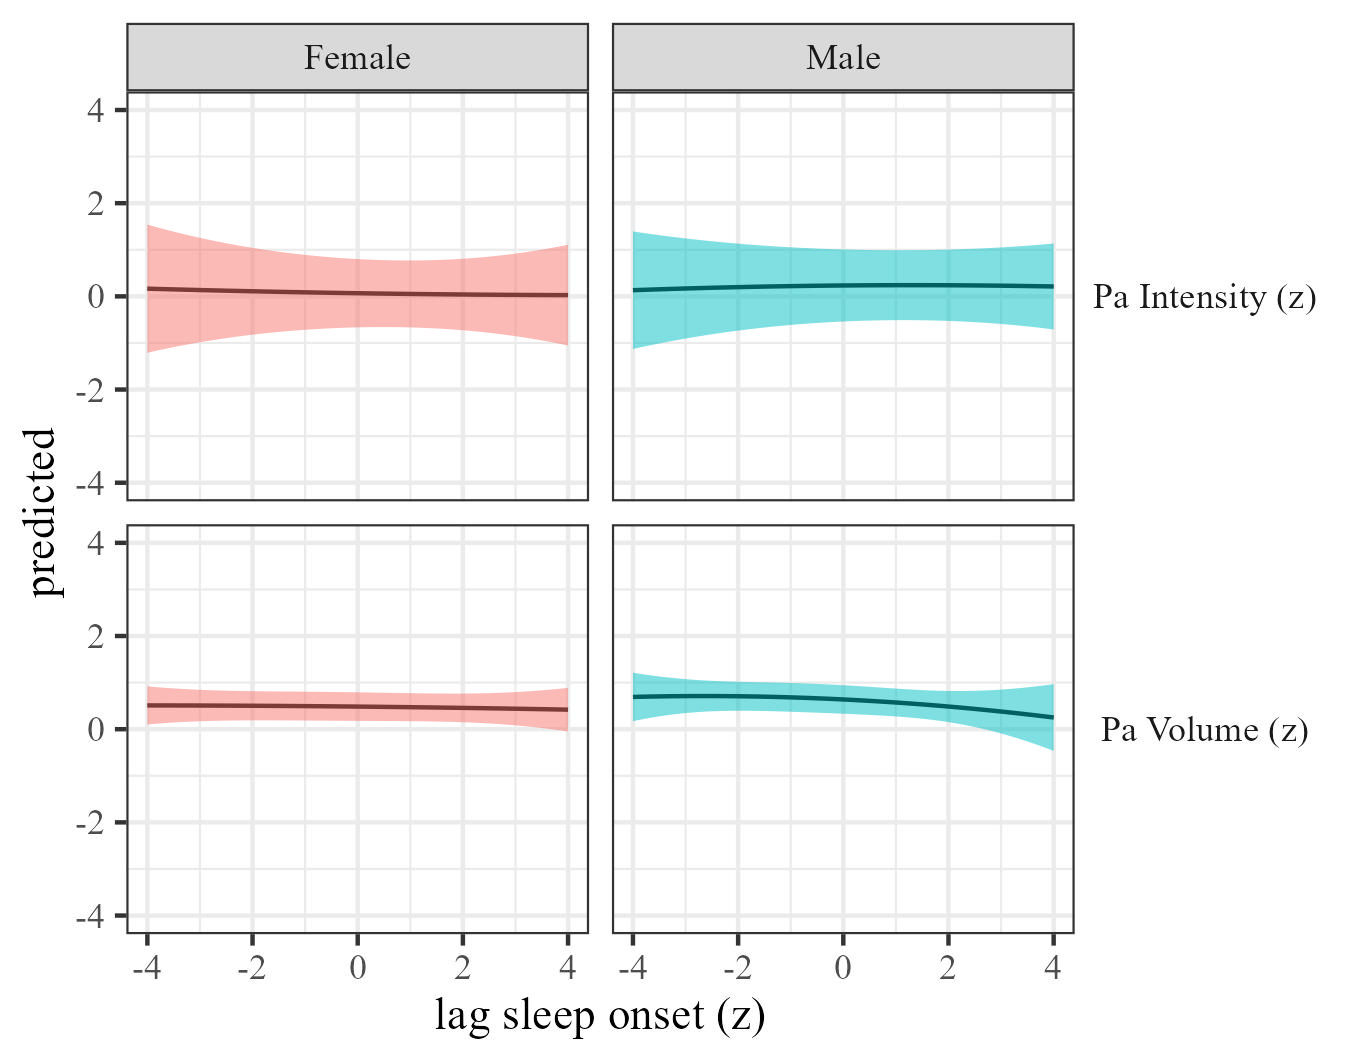 Female Male
4
2
0
-2
-4
Pa Intensity (z)
predicted
4
2
0
-2
-4
Pa Volume (z)
-4 -2 0 2 4 -4 -2 0 2 4
lag sleep onset (z)